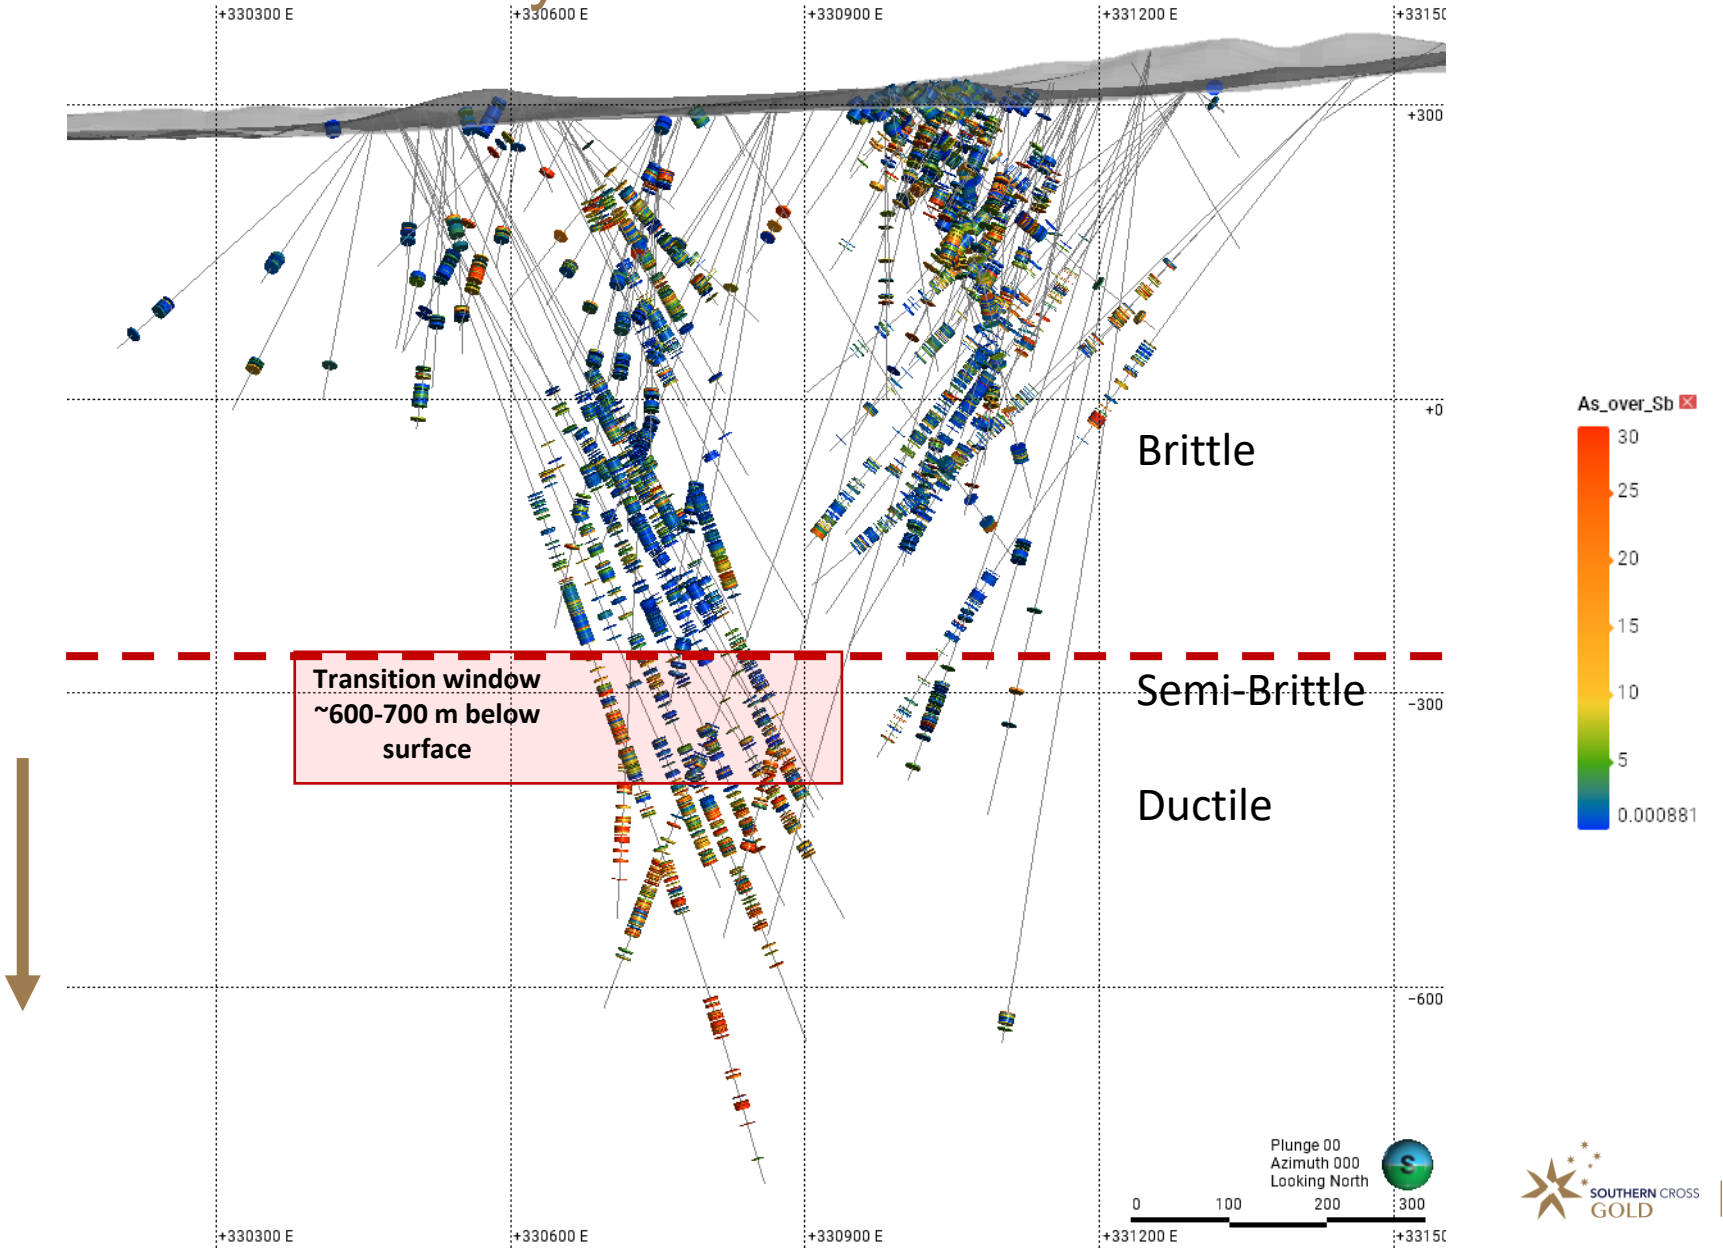 +330300 E
+330600 E
+330900 E
+331200 E
+33150
+300
As_over_Sb
30
+0
Brittle
25
20
15
Transition window
~600-700 m below
surface
Semi-Brittle
10
-300
5
Ductile
0.000881
-600
Plunge 00
Azimuth 000
Looking North
S
0
100
200
300
SOUTHERN CROSS
GOLD
+330300 E
+330600 E
+330900 E
+331200 E
+33150